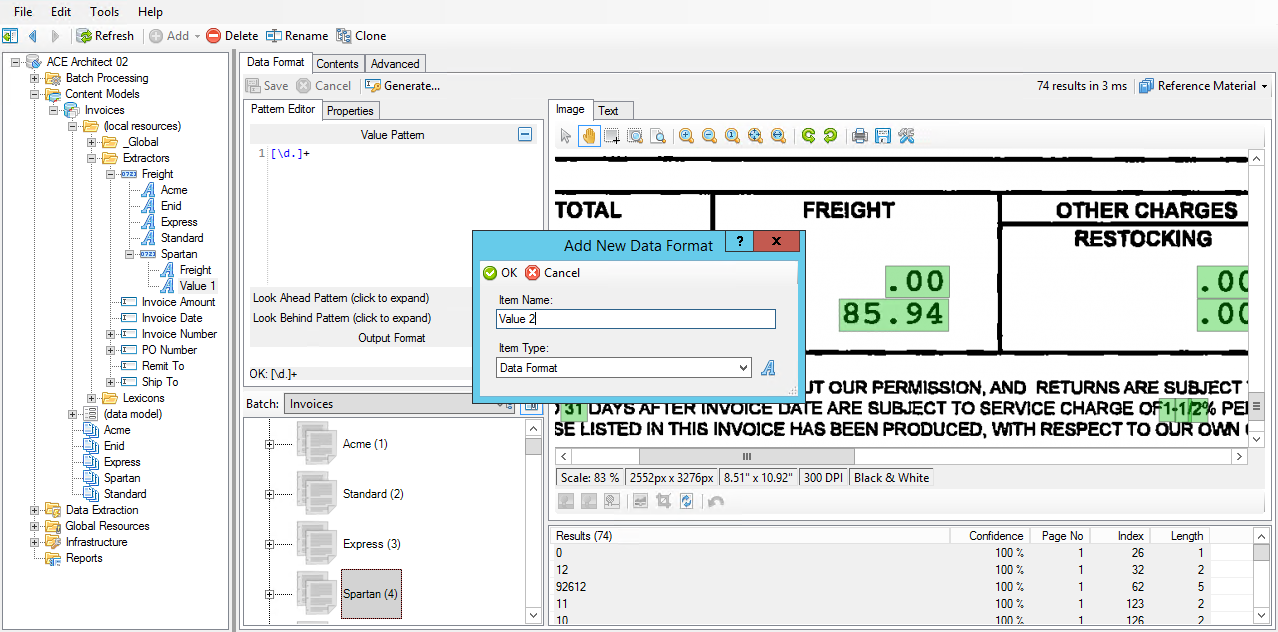 File Edit Tools Help
Refresh Add Delete Rename Clone
ACE Architect 02
Batch Processing
Content Models
Invoices
(local resources)
_Global
Extractors
Freight
Acme
Enid
Express
Standard
Spartan
Freight
Value 1
Invoice Amount
Invoice Date
Invoice Number
PO Number
Remit To
Ship To
Lexicons
(data model)
Acme
Enid
Express
Spartan
Standard
Data Extraction
Global Resources
Infrastructure
Reports
Data Format Contents Advanced
Save Cancel Generate...
74 results in 3 ms Reference Material
Pattern Editor Properties
Value Pattern
1 [\d.]+
Look Ahead Pattern (click to expand)
Look Behind Pattern (click to expand)
Output Format
OK: [\d.]+
Batch: Invoices
Acme (1)
Standard (2)
Express (3)
Spartan (4)
Image Text
TOTAL FREIGHT OTHER CHARGES
RESTOCKING
.00 .00
85.94 .00
Add New Data Format ? x
OK Cancel
Item Name:
Value 2
Item Type:
Data Format
OUR PERMISSION, AND RETURNS ARE SUBJECT
31 DAYS AFTER INVOICE DATE ARE SUBJECT TO SERVICE CHARGE OF 1-1/2%
LISTED IN THIS INVOICE HAS BEEN PRODUCED, WITH RESPECT TO OUR OWN
Scale: 83 % 2552px x 3276px 8.51" x 10.92" 300 DPI Black & White
Results (74) Confidence Page No Index Length
0 100 % 1 26 1
12 100 % 1 32 2
92612 100 % 1 62 5
11 100 % 1 123 2
10 100 % 1 126 2